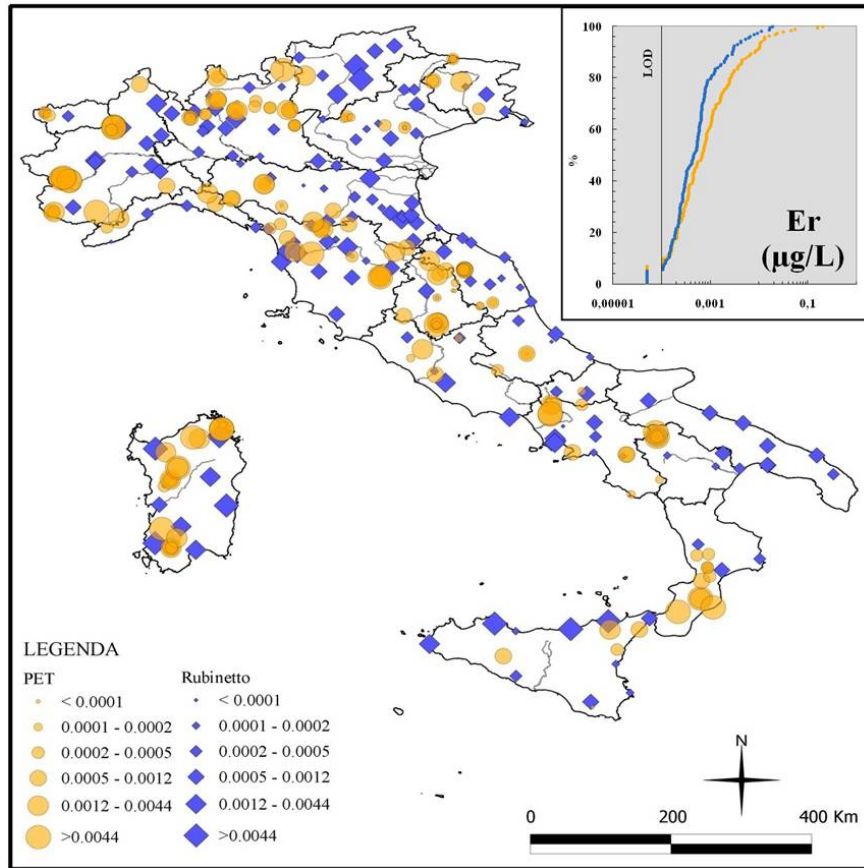 100
80
60
40
20
0
%
LOD
Er
(µg/L)
0,00001 0,001 0,1
LEGENDA
PET Rubinetto
< 0.0001 < 0.0001
0.0001 - 0.0002 0.0001 - 0.0002
0.0002 - 0.0005 0.0002 - 0.0005
0.0005 - 0.0012 0.0005 - 0.0012
0.0012 - 0.0044 0.0012 - 0.0044
>0.0044 >0.0044
N
0 200 400 Km